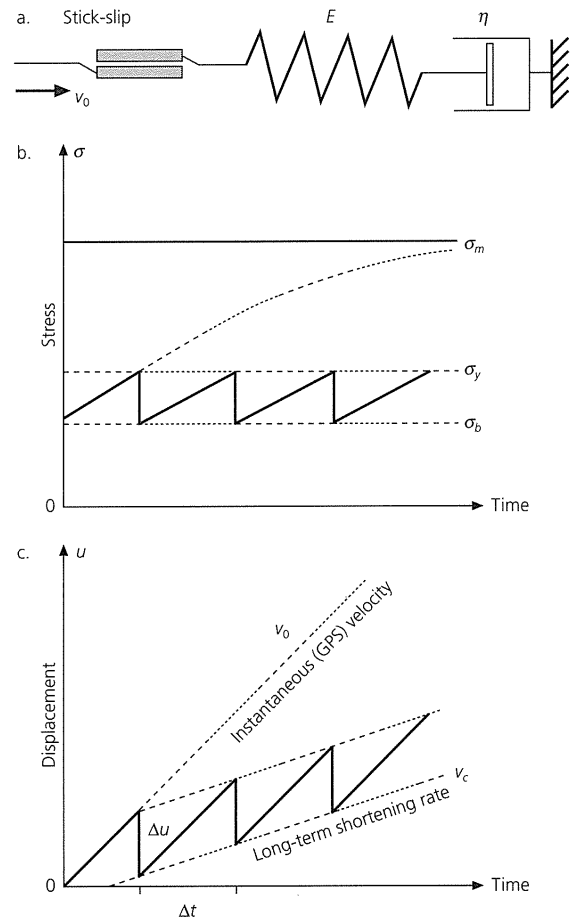 a.
Stick-slip
E
η
v0
b.
σ
σm
Stress
σy
σb
0
Time
c.
u
v0
Instantaneous (GPS) velocity
Displacement
Δu
vc
Long-term shortening rate
0
Time
Δt